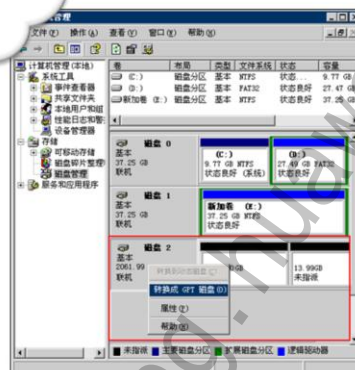 文件(F) 操作(A) 查看(V) 窗口(W) 帮助(H)
计算机管理(本地)
系统工具
事件查看器
共享文件夹
本地用户和组
性能日志和警
设备管理器
存储
可移动存储
磁盘碎片整理
磁盘管理
服务和应用程序
卷 布局 类型 文件系统 状态 容量
(C:) 磁盘分区 基本 NTFS 状态... 9.77 GB
(D:) 磁盘分区 基本 FAT32 状态良好 27.47 GB
新加卷 (E:) 磁盘分区 基本 NTFS 状态良好 37.25 GB
磁盘 0
基本
37.25 GB
联机
(C:)
9.77 GB NTFS
状态良好 (系统)
(D:)
27.49 GB FAT32
状态良好
磁盘 1
基本
37.25 GB
联机
新加卷 (E:)
37.25 GB NTFS
状态良好
磁盘 2
基本
2061.99
联机
转换到动态磁盘(C)
转换成 GPT 磁盘(O)
属性(P)
帮助(H)
13.99GB
未指派
未指派 主要磁盘分区 扩展磁盘分区 逻辑驱动器